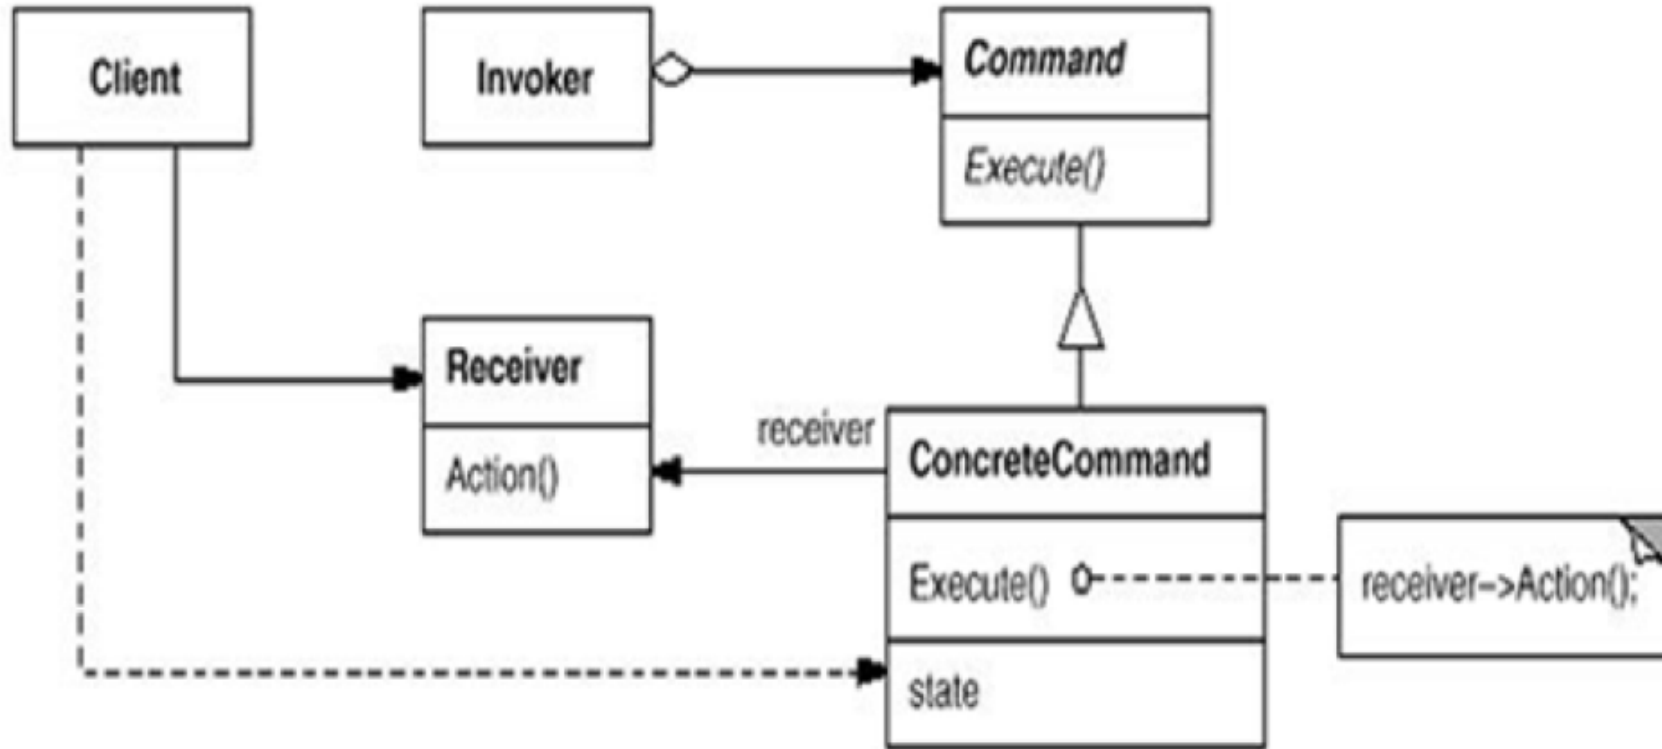 Client
Invoker
Command
Execute()
Receiver
Action()
receiver
ConcreteCommand
Execute()
receiver–>Action();
state